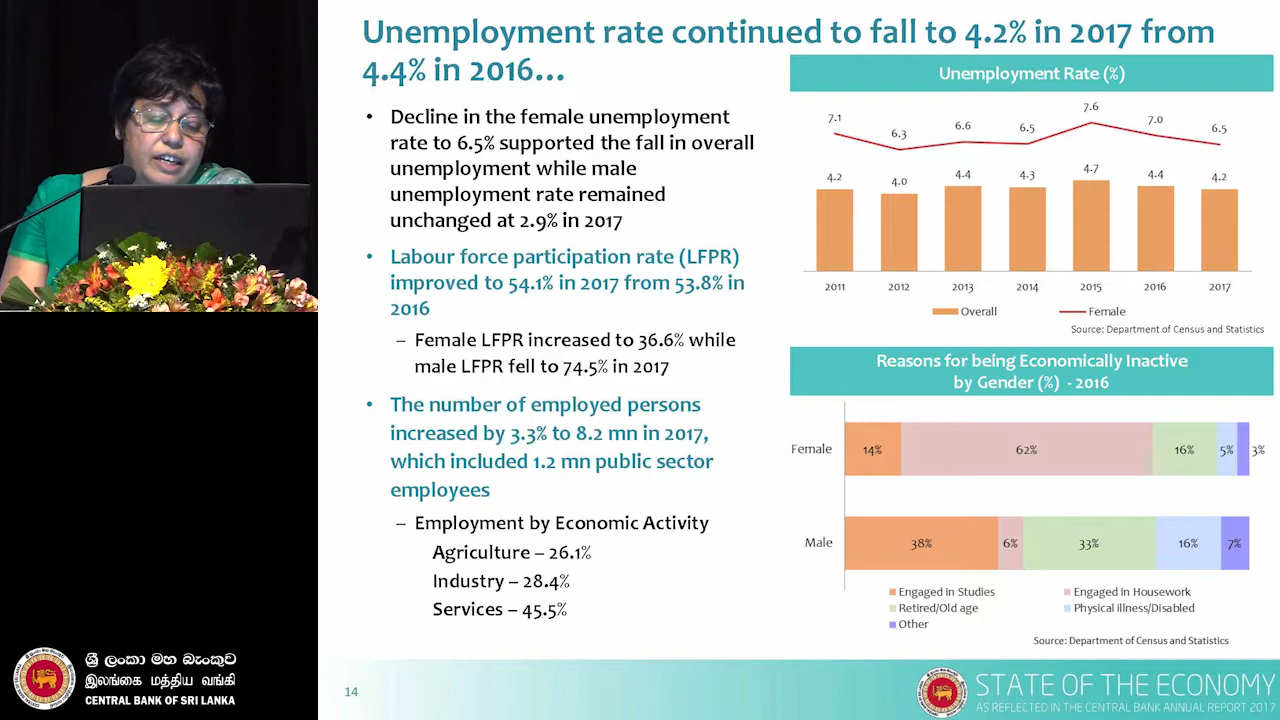 Unemployment rate continued to fall to 4.2% in 2017 from
4.4% in 2016…
• Decline in the female unemployment
rate to 6.5% supported the fall in overall
unemployment while male
unemployment rate remained
unchanged at 2.9% in 2017
• Labour force participation rate (LFPR)
improved to 54.1% in 2017 from 53.8% in
2016
– Female LFPR increased to 36.6% while
male LFPR fell to 74.5% in 2017
• The number of employed persons
increased by 3.3% to 8.2 mn in 2017,
which included 1.2 mn public sector
employees
– Employment by Economic Activity
Agriculture – 26.1%
Industry – 28.4%
Services – 45.5%
Unemployment Rate (%)
7.1 6.3 6.6 6.5 7.6 7.0 6.5
4.2 4.0 4.4 4.3 4.7 4.4 4.2
2011 2012 2013 2014 2015 2016 2017
Overall Female
Source: Department of Census and Statistics
Reasons for being Economically Inactive
by Gender (%) - 2016
Female 14% 62% 16% 5% 3%
Male 38% 6% 33% 16% 7%
Engaged in Studies Engaged in Housework
Retired/Old age Physical illness/Disabled
Other
Source: Department of Census and Statistics
ශ්‍රී ලංකා මහ බැංකුව
இலங்கை மத்திய வங்கி
CENTRAL BANK OF SRI LANKA
14
STATE OF THE ECONOMY
AS REFLECTED IN THE CENTRAL BANK ANNUAL REPORT 2017